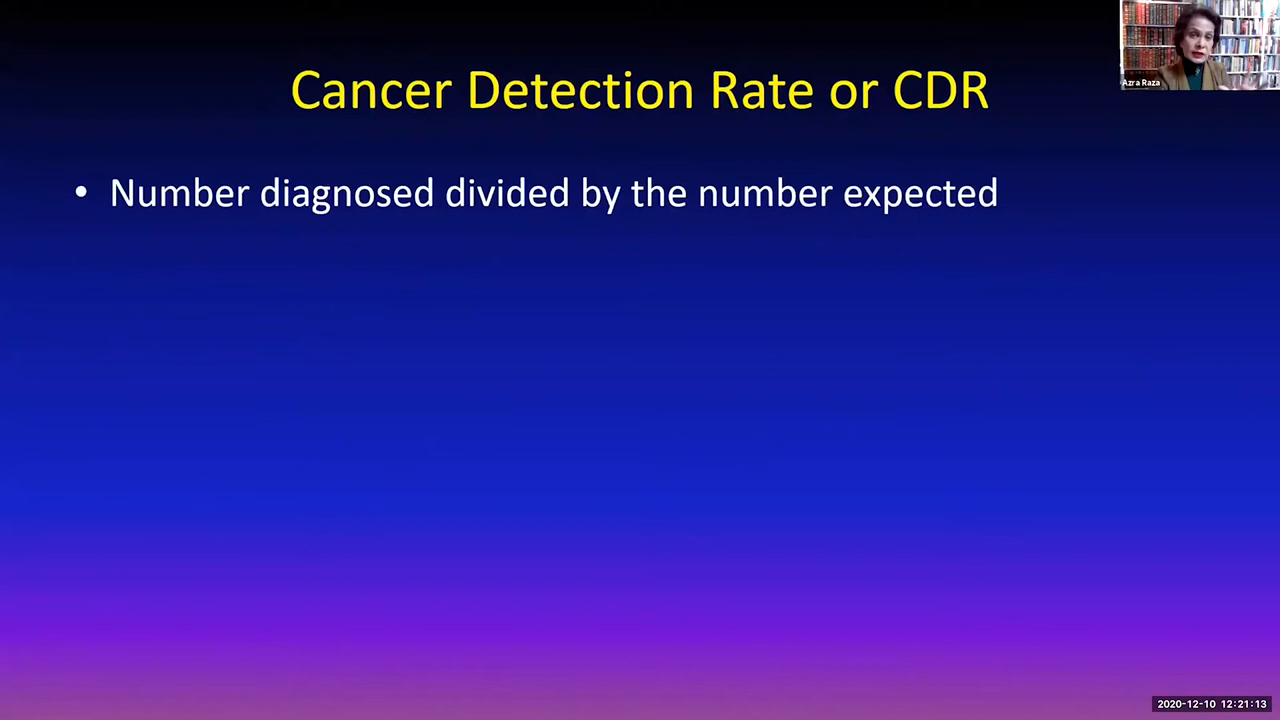 Cancer Detection Rate or CDR
• Number diagnosed divided by the number expected
Azra Raza
2020-12-10 12:21:13